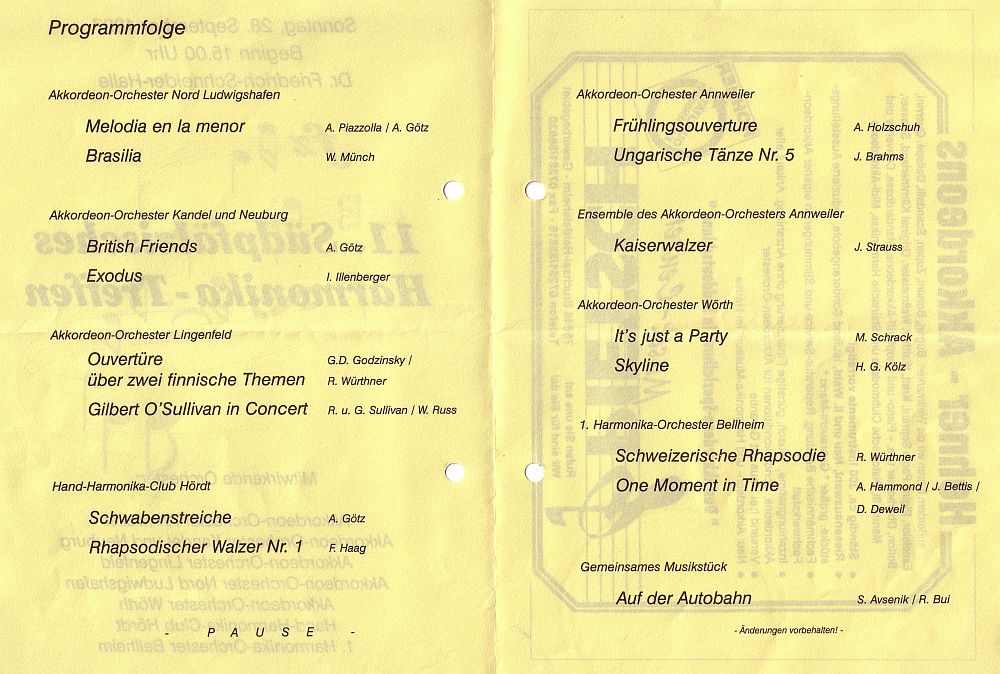 Programmfolge
Akkordeon-Orchester Nord Ludwigshafen
Melodia en la menor A. Piazzolla / A. Götz
Brasilia W. Münch
Akkordeon-Orchester Kandel und Neuburg
British Friends A. Götz
Exodus I. Illenberger
Akkordeon-Orchester Lingenfeld
Ouvertüre G.D. Godzinsky /
über zwei finnische Themen R. Würthner
Gilbert O'Sullivan in Concert R. u. G. Sullivan / W. Russ
Hand-Harmonika-Club Hördt
Schwabenstreiche A. Götz
Rhapsodischer Walzer Nr. 1 F. Haag
- P A U S E -
Akkordeon-Orchester Annweiler
Frühlingsouverture A. Holzschuh
Ungarische Tänze Nr. 5 J. Brahms
Ensemble des Akkordeon-Orchesters Annweiler
Kaiserwalzer J. Strauss
Akkordeon-Orchester Wörth
It's just a Party M. Schrack
Skyline H. G. Kölz
1. Harmonika-Orchester Bellheim
Schweizerische Rhapsodie R. Würthner
One Moment in Time A. Hammond / J. Bettis /
D. Deweil
Gemeinsames Musikstück
Auf der Autobahn S. Avsenik / R. Bui
- Änderungen vorbehalten! -